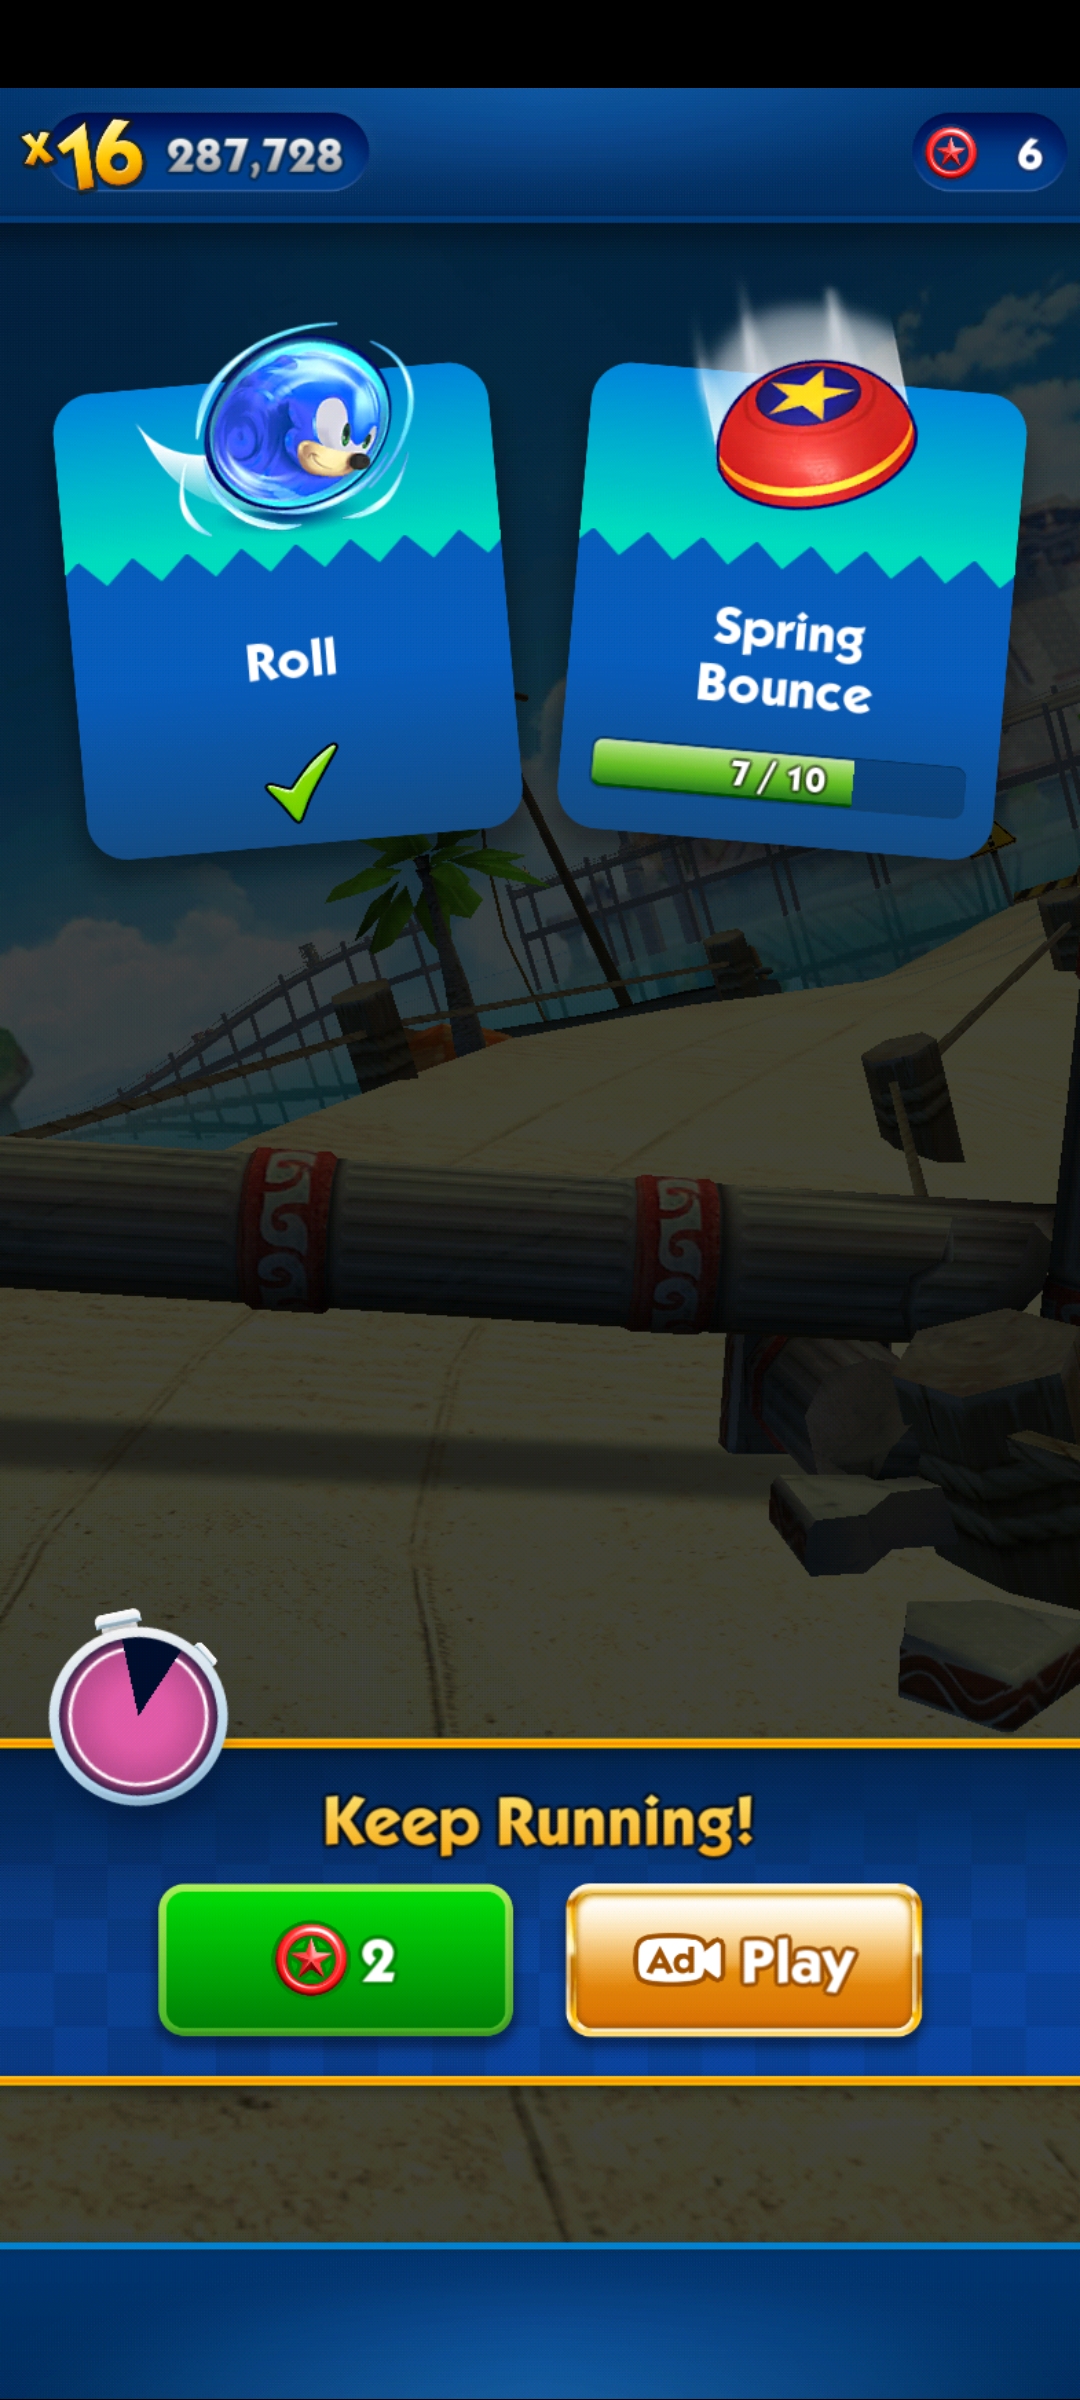 x16 287,728
6
Roll
Spring
Bounce
7 / 10
Keep Running!
2
Ad Play